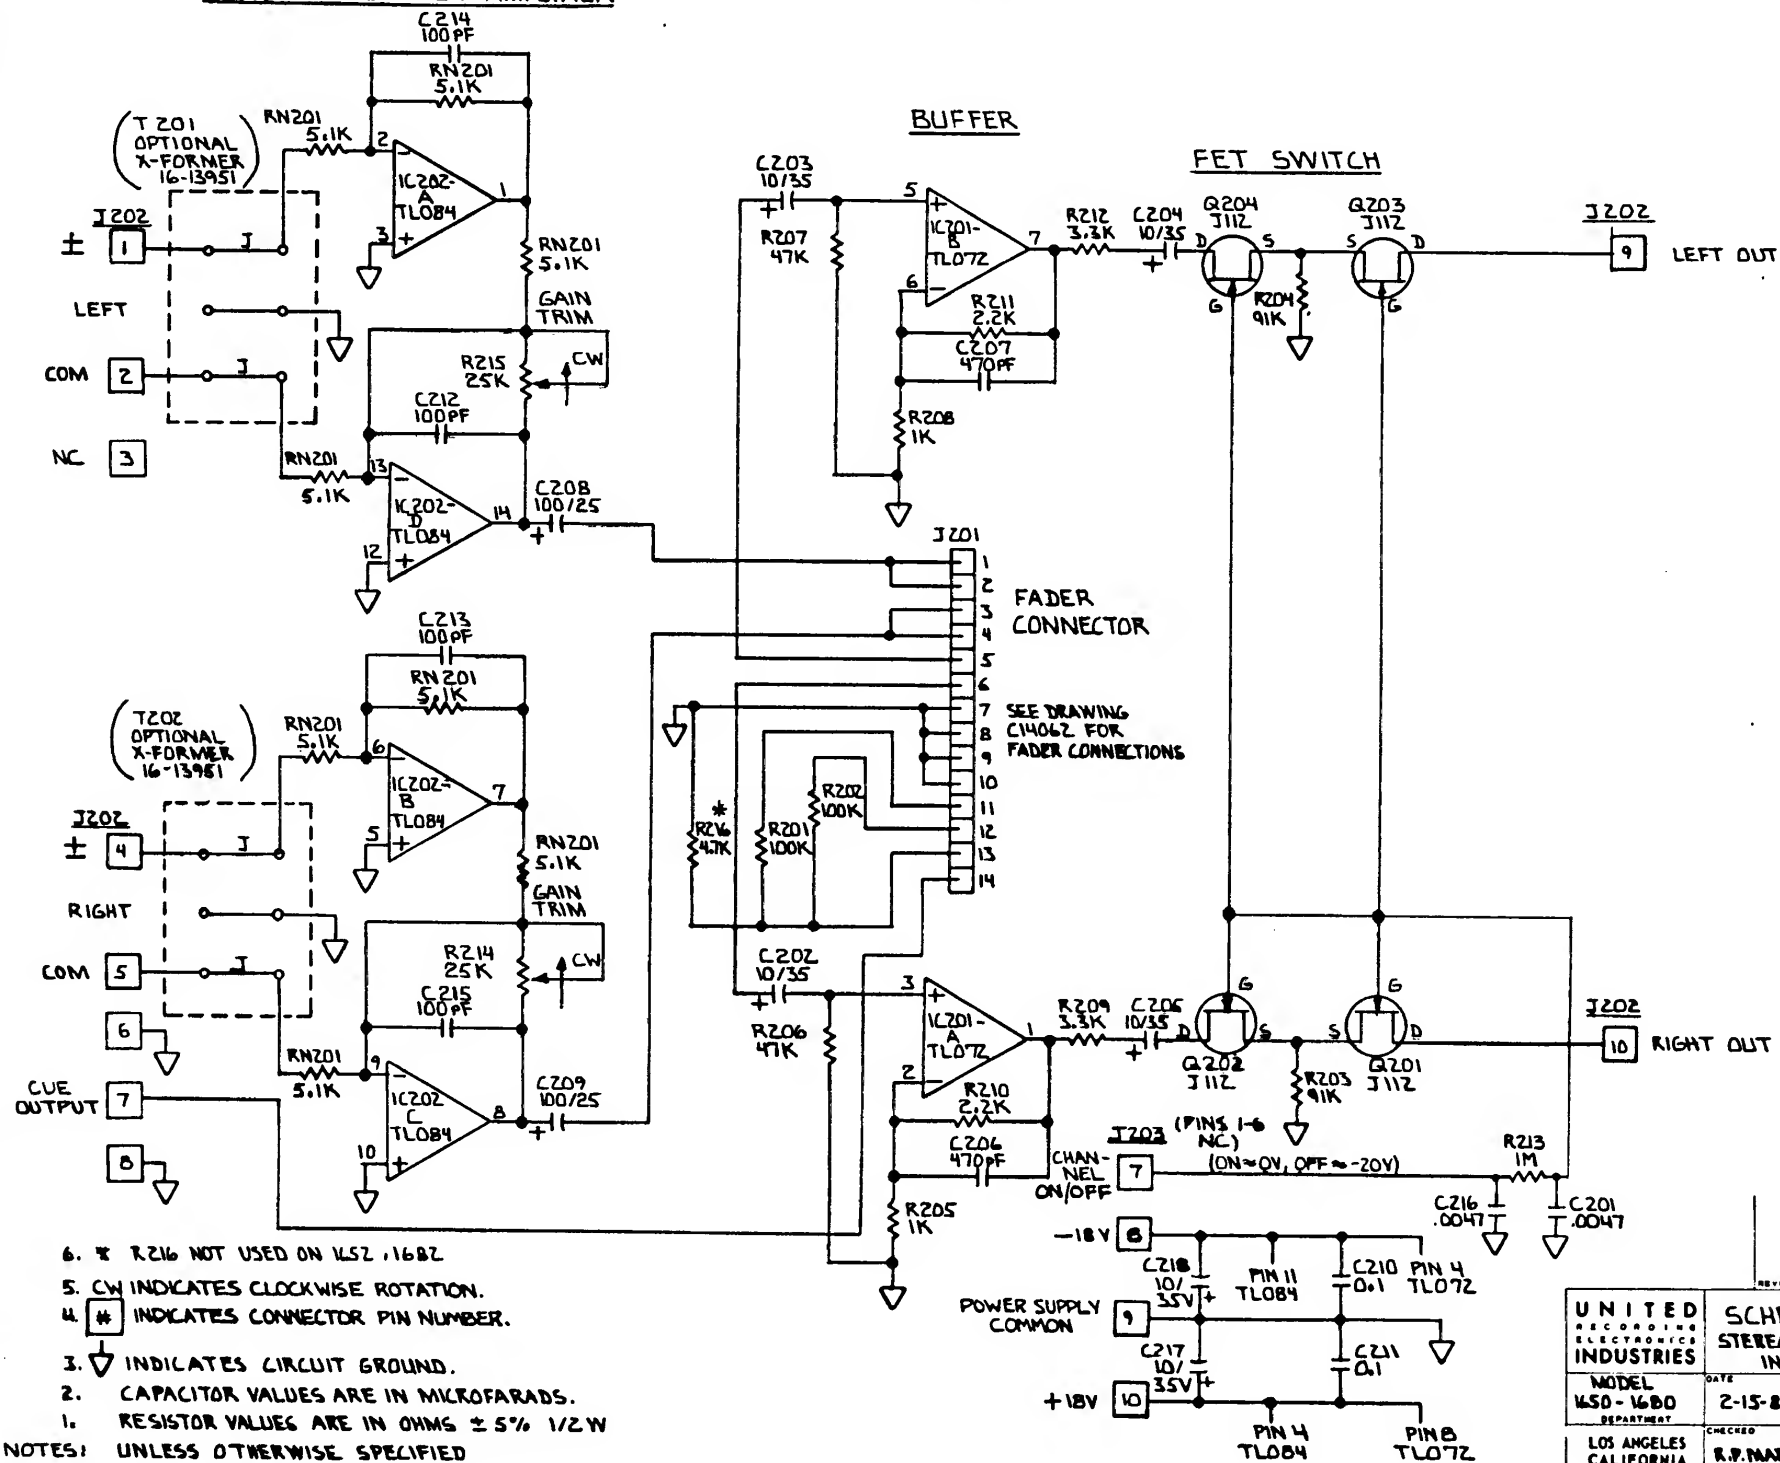 C214
100PF
RN201
5.1K
(T201
OPTIONAL
X-FORMER
16-13951)
RN201
5.1K
2
-
IC202-
A
TL084
1
3
+
J202
±
1
J
LEFT
COM
2
J
NC
3
RN201
5.1K
GAIN
TRIM
R215
25K
CW
C212
100PF
RN201
5.1K
13
-
IC202-
D
TL084
14
12
+
C208
100/25
+
BUFFER
C203
10/35
+
R207
47K
5
+
IC201-
B
TL072
7
6
-
R211
2.2K
C207
470PF
R208
1K
R212
3.3K
C204
10/35
+
FET SWITCH
Q204
J112
D
S
G
R204
91K
Q203
J112
S
D
G
J202
9
LEFT OUT
J201
1
2
3
4
5
6
7
8
9
10
11
12
13
14
FADER
CONNECTOR
SEE DRAWING
C14062 FOR
FADER CONNECTIONS
*
R216
4.7K
R201
100K
R202
100K
C213
100PF
RN201
5.1K
(T202
OPTIONAL
X-FORMER
16-13951)
RN201
5.1K
6
-
IC202-
B
TL084
7
5
+
J202
±
4
J
RIGHT
COM
5
J
6
CUE
OUTPUT
7
8
RN201
5.1K
GAIN
TRIM
R214
25K
CW
C215
100PF
RN201
5.1K
9
-
IC202
C
TL084
8
10
+
C209
100/25
+
C202
10/35
+
R206
47K
3
+
IC201-
A
TL072
1
2
-
R210
2.2K
C206
470PF
R205
1K
R209
3.3K
C205
10/35
+
D
G
S
Q202
J112
R203
91K
S
G
D
Q201
J112
J202
10
RIGHT OUT
J203
(PINS 1-6
NC)
CHAN-
NEL
ON/OFF
7
(ON≈0V, OFF≈-20V)
R213
1M
C216
.0047
C201
.0047
-18V
8
C218
10/
35V
+
PIN 11
TL084
C210
0.1
PIN 4
TL072
POWER SUPPLY
COMMON
9
C217
10/
35V
+
C211
0.1
+18V
10
PIN 4
TL084
PIN 8
TL072
6. * R216 NOT USED ON 1652, 1682
5. CW INDICATES CLOCKWISE ROTATION.
4. # INDICATES CONNECTOR PIN NUMBER.
3. INDICATES CIRCUIT GROUND.
2. CAPACITOR VALUES ARE IN MICROFARADS.
1. RESISTOR VALUES ARE IN OHMS ± 5% 1/2W
NOTES: UNLESS OTHERWISE SPECIFIED
UNITED
RECORDING
ELECTRONICS
INDUSTRIES
MODEL
1650-1680
DEPARTMENT
LOS ANGELES
CALIFORNIA
DATE
2-15-8
CHECKED